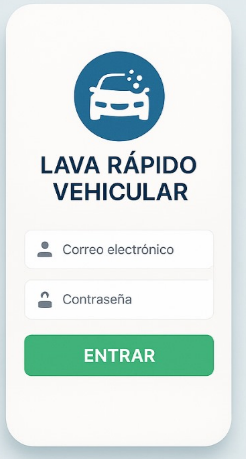 LAVA RÁPIDO
VEHICULAR
Correo electrónico
Contraseña
ENTRAR